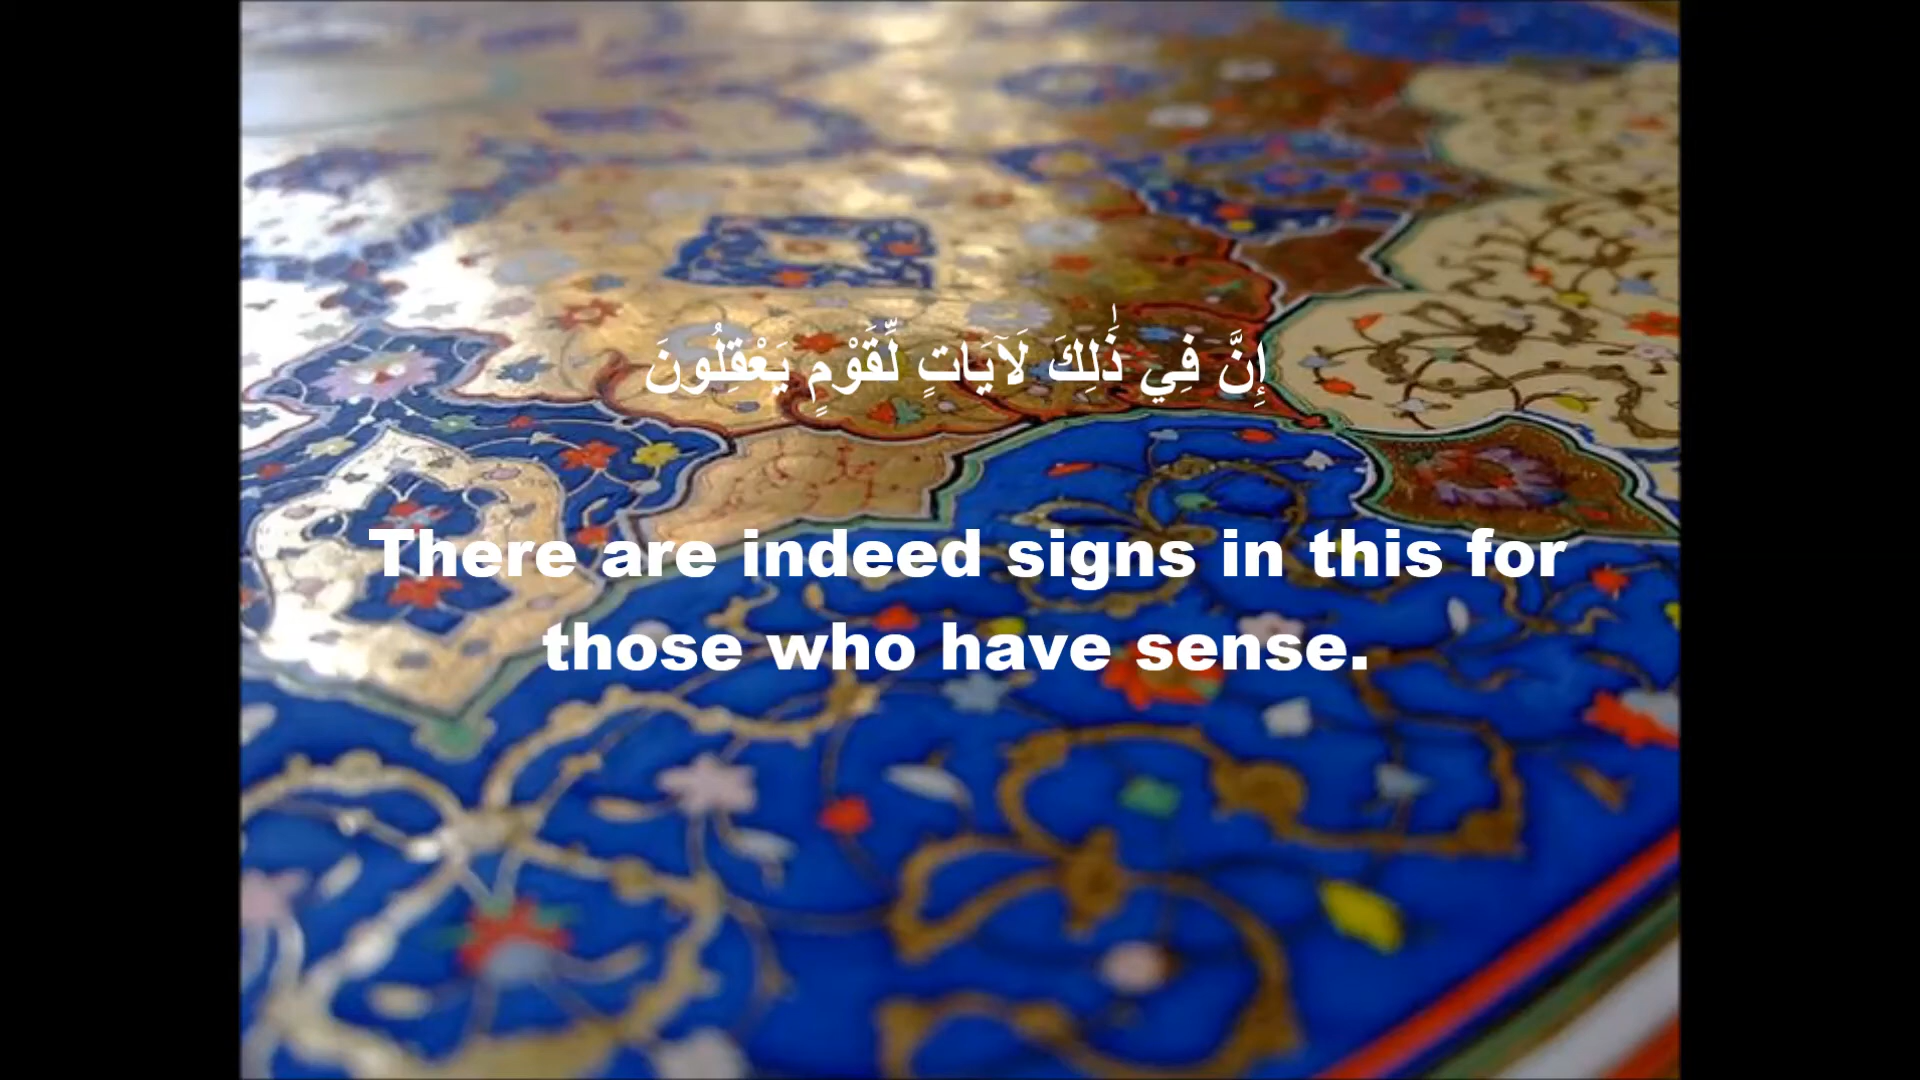 إِنَّ فِي ذَٰلِكَ لَآيَاتٍ لِّقَوْمٍ يَعْقِلُونَ
There are indeed signs in this for
those who have sense.